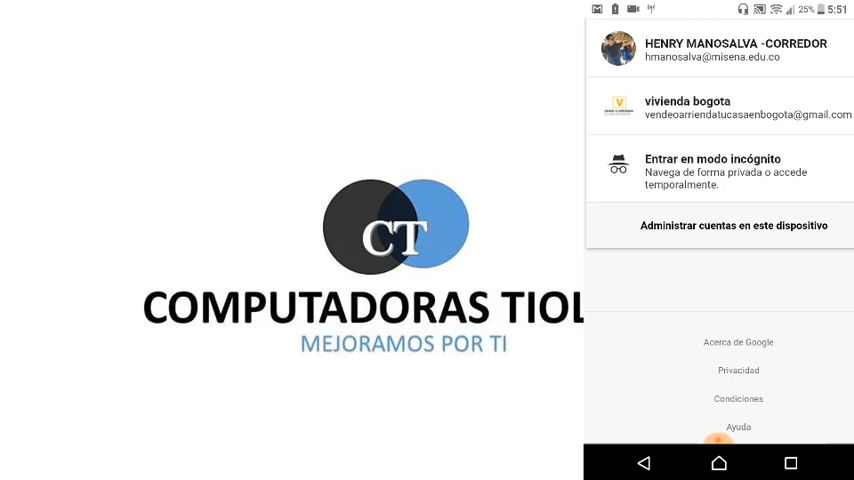 CT
COMPUTADORAS TIOL
MEJORAMOS POR TI
25% 5:51
HENRY MANOSALVA -CORREDOR
hmanosalva@misena.edu.co
V
vivienda bogota
vendeoarriendatucasaenbogota@gmail.com
Entrar en modo incógnito
Navega de forma privada o accede
temporalmente.
Administrar cuentas en este dispositivo
Acerca de Google
Privacidad
Condiciones
Ayuda